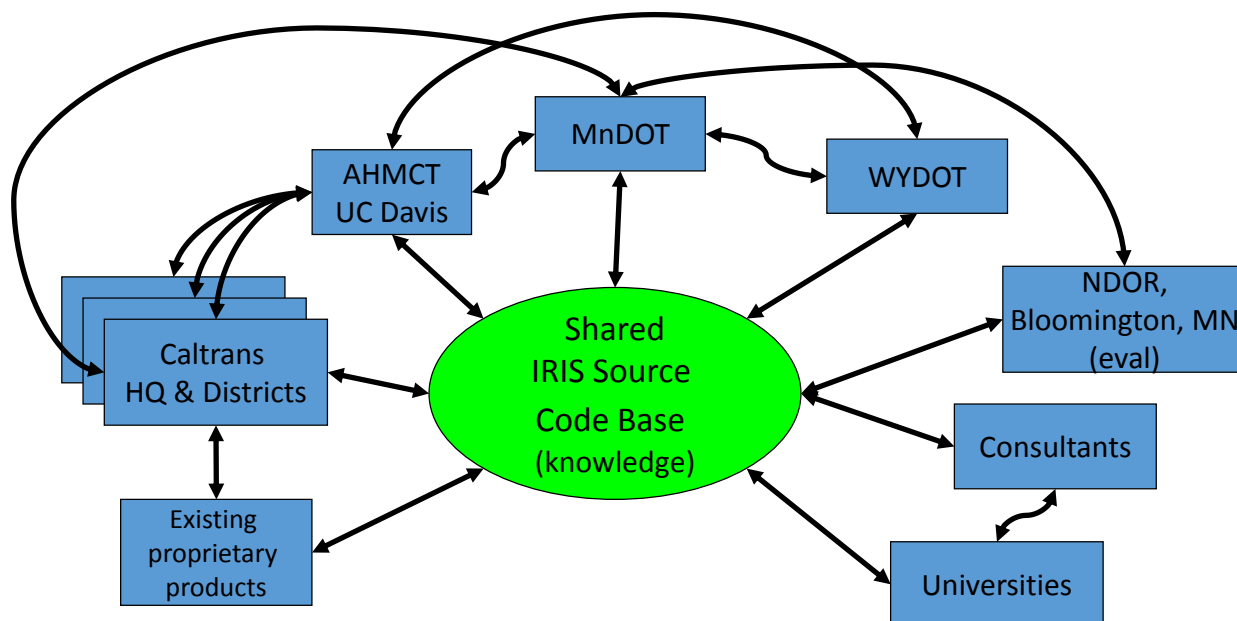 MnDOT
AHMCT
UC Davis
WYDOT
NDOR,
Bloomington, MN
(eval)
Caltrans
HQ & Districts
Shared
IRIS Source
Code Base
(knowledge)
Consultants
Existing
proprietary
products
Universities